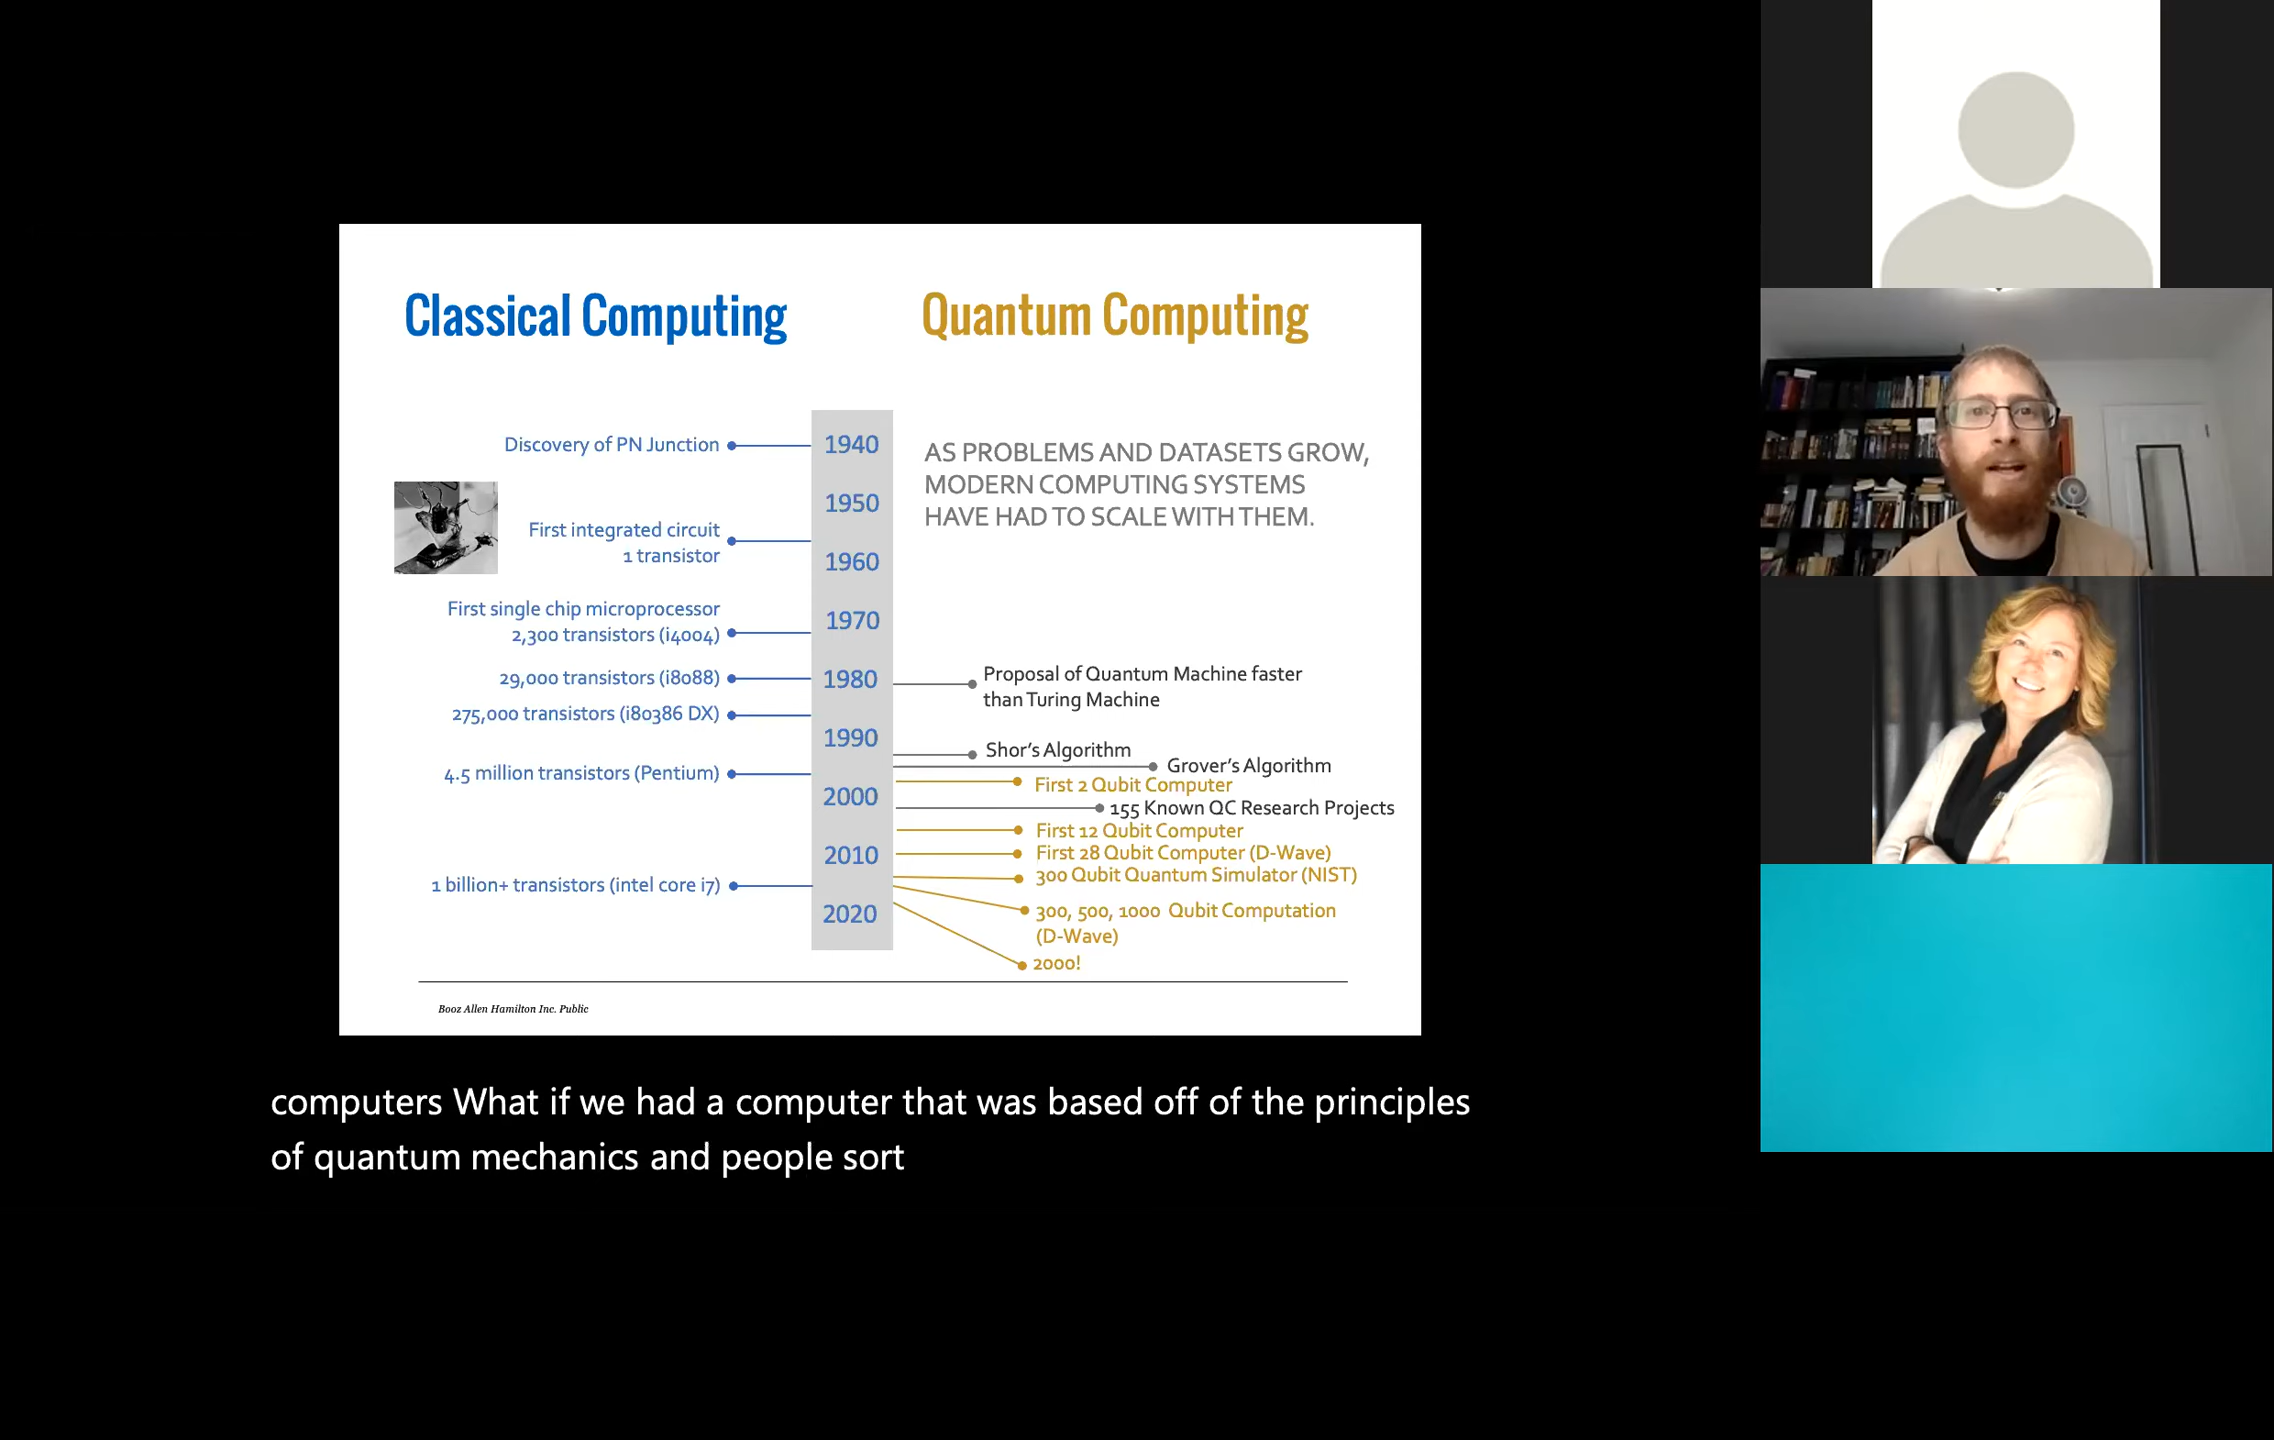 Classical Computing
Quantum Computing
Discovery of PN Junction
First integrated circuit
1 transistor
First single chip microprocessor
2,300 transistors (i4004)
29,000 transistors (i8088)
275,000 transistors (i80386 DX)
4.5 million transistors (Pentium)
1 billion+ transistors (intel core i7)
1940
1950
1960
1970
1980
1990
2000
2010
2020
AS PROBLEMS AND DATASETS GROW,
MODERN COMPUTING SYSTEMS
HAVE HAD TO SCALE WITH THEM.
Proposal of Quantum Machine faster
than Turing Machine
Shor's Algorithm
Grover's Algorithm
First 2 Qubit Computer
155 Known QC Research Projects
First 12 Qubit Computer
First 28 Qubit Computer (D-Wave)
300 Qubit Quantum Simulator (NIST)
300, 500, 1000 Qubit Computation
(D-Wave)
2000!
Booz Allen Hamilton Inc. Public
computers What if we had a computer that was based off of the principles
of quantum mechanics and people sort